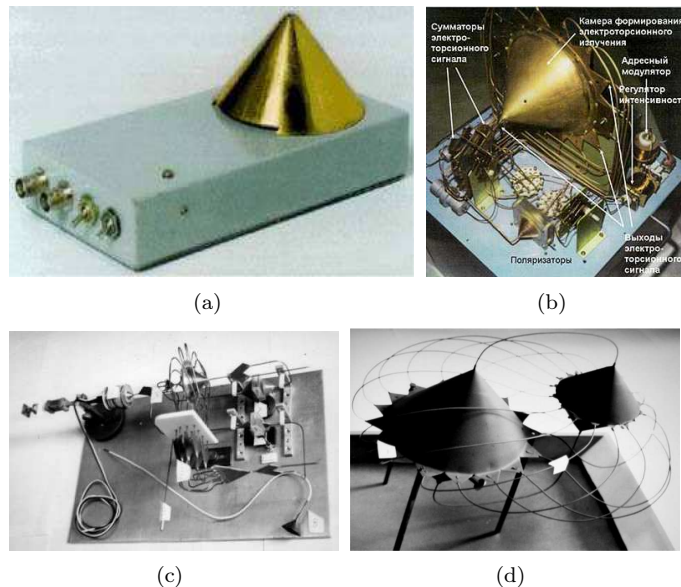 Сумматоры
электро-
торсионного
сигнала
Камера формирования
электроторсионного
излучения
Адресный
модулятор
Регулятор
интенсивност
Поляризаторы
Выходы
электро-
торсионного
сигнала
(a)
(b)
(c)
(d)